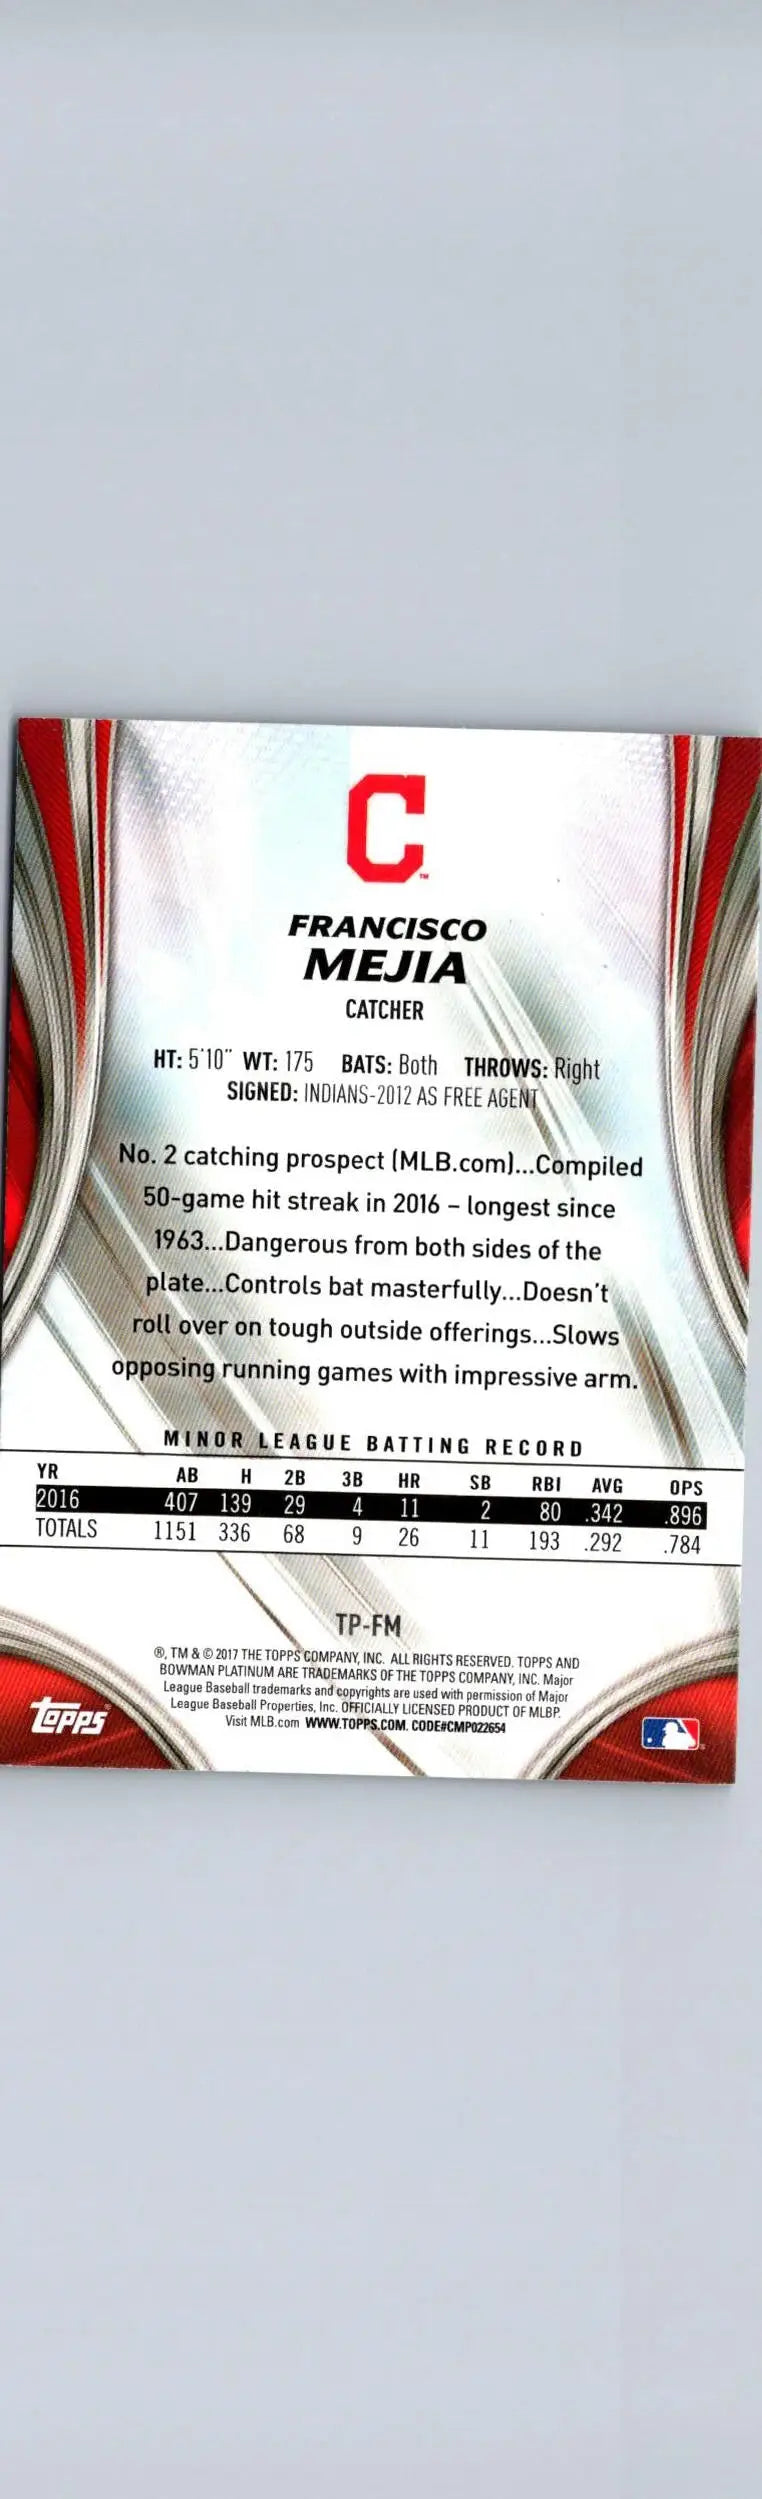 C
TM
FRANCISCO
MEJIA
CATCHER
HT: 5'10" WT: 175 BATS: Both THROWS: Right
SIGNED: INDIANS-2012 AS FREE AGENT
No. 2 catching prospect (MLB.com)...Compiled
50-game hit streak in 2016 – longest since
1963...Dangerous from both sides of the
plate...Controls bat masterfully...Doesn't
roll over on tough outside offerings...Slows
opposing running games with impressive arm.
MINOR LEAGUE BATTING RECORD
YR AB H 2B 3B HR SB RBI AVG OPS
2016 407 139 29 4 11 2 80 .342 .896
TOTALS 1151 336 68 9 26 11 193 .292 .784
TP-FM
®, TM & © 2017 THE TOPPS COMPANY, INC. ALL RIGHTS RESERVED. TOPPS AND
BOWMAN PLATINUM ARE TRADEMARKS OF THE TOPPS COMPANY, INC. Major
League Baseball trademarks and copyrights are used with permission of Major
League Baseball Properties, Inc. OFFICIALLY LICENSED PRODUCT OF MLBP.
Visit MLB.com WWW.TOPPS.COM. CODE#CMP022654
Topps®